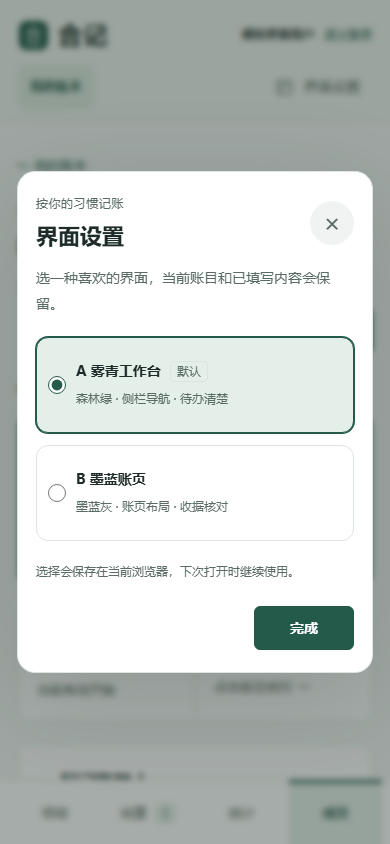 合记
按你的习惯记账
界面设置
选一种喜欢的界面，当前账目和已填写内容会保
留。
A 雾青工作台 默认
森林绿 · 侧栏导航 · 待办清楚
B 墨蓝账页
墨蓝灰 · 账页布局 · 收据核对
选择会保存在当前浏览器，下次打开时继续使用。
完成